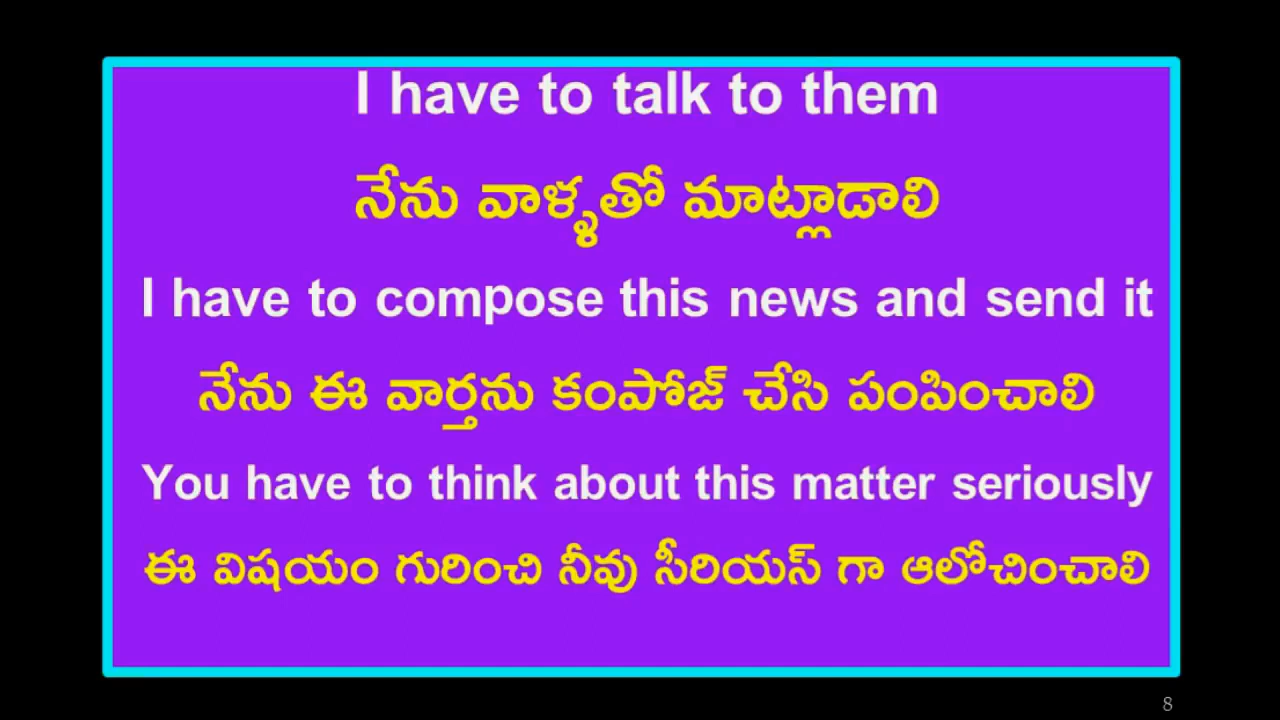 I have to talk to them
నేను వాళ్ళతో మాట్లాడాలి
I have to compose this news and send it
నేను ఈ వార్తను కంపోజ్ చేసి పంపించాలి
You have to think about this matter seriously
ఈ విషయం గురించి నీవు సీరియస్ గా ఆలోచించాలి
8